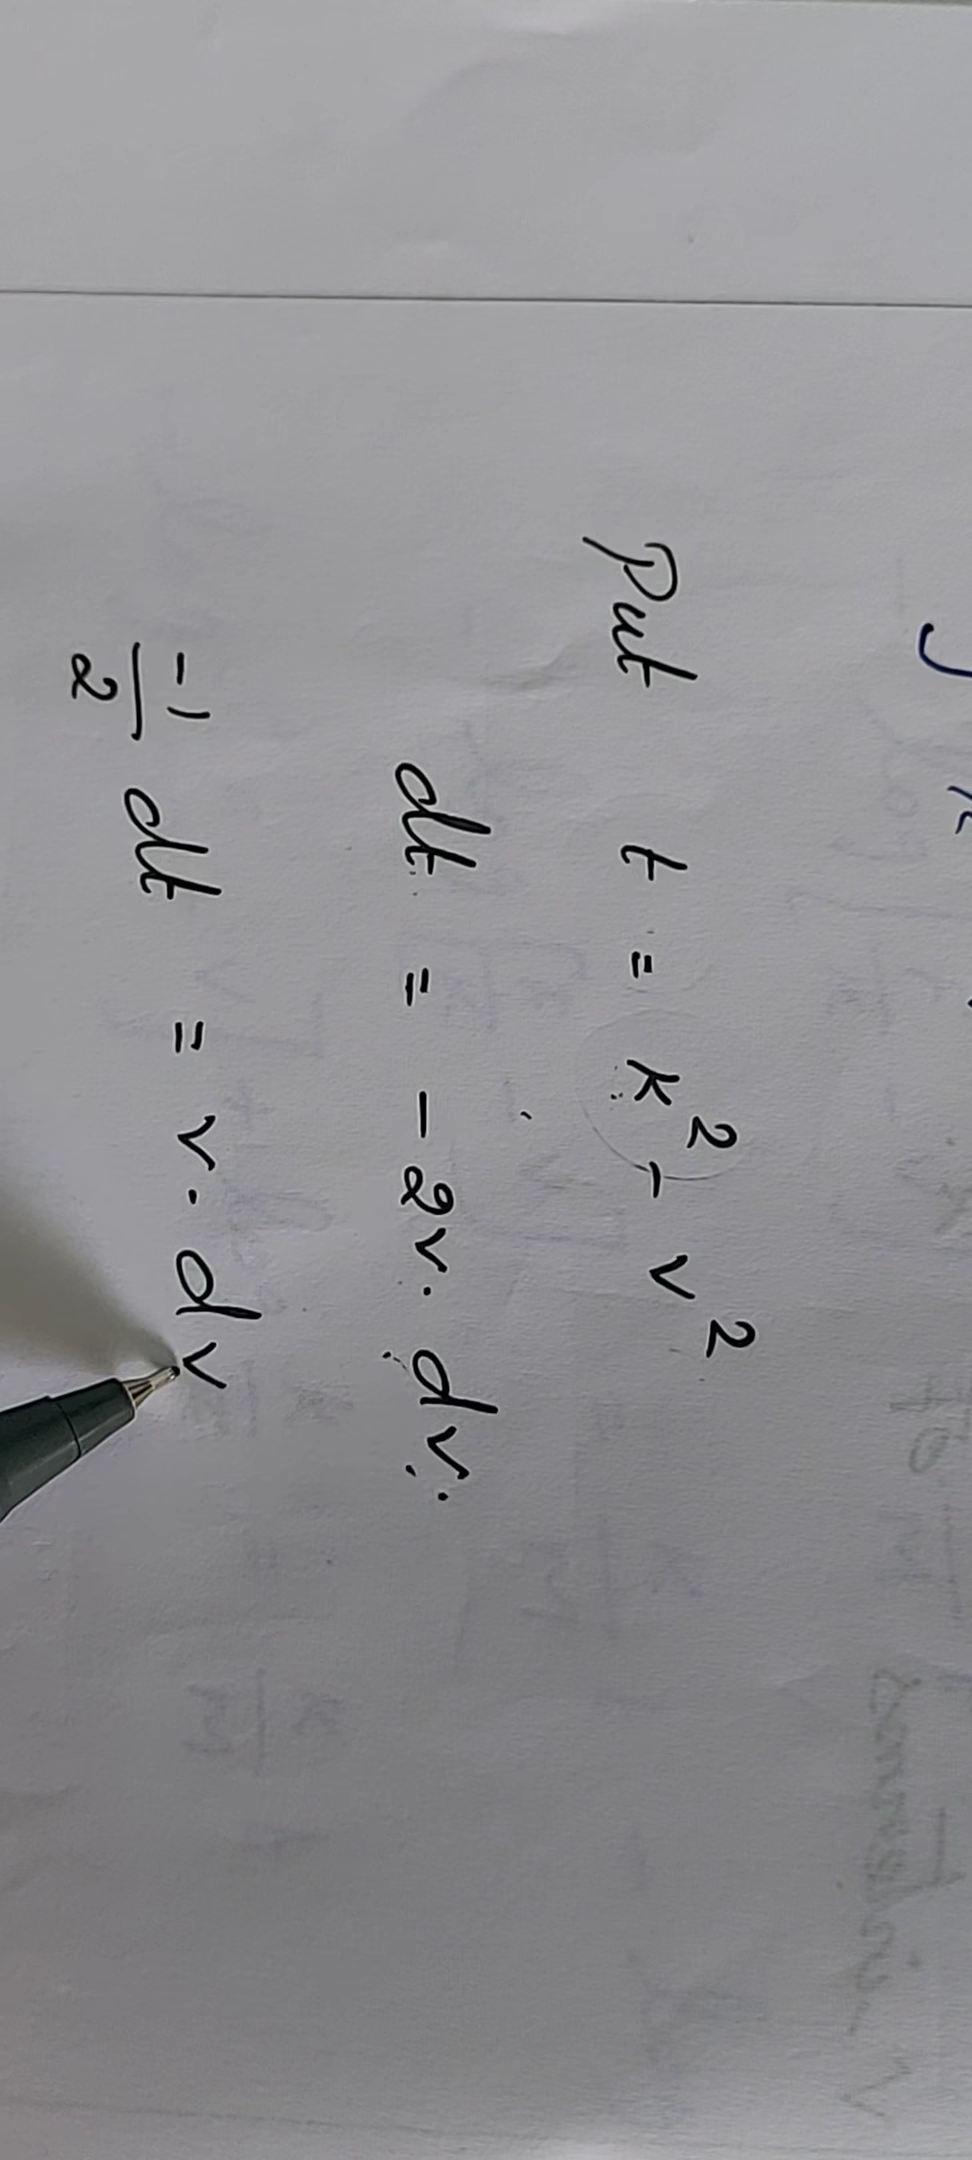 Put t = k² - v²
dt = - 2v. dv.
-1/2 dt = v. dv